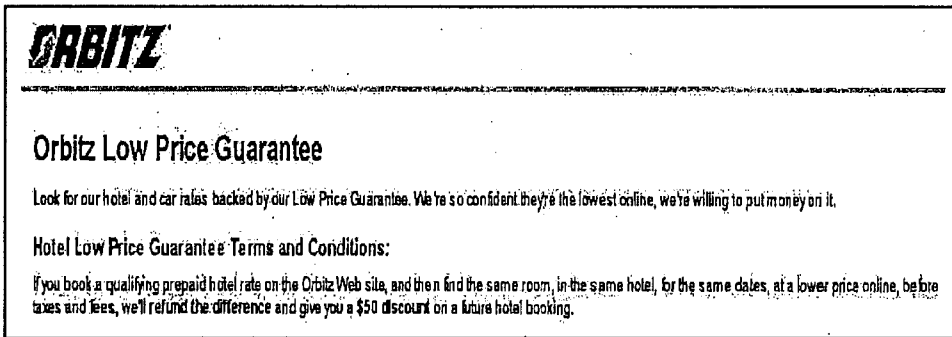 ORBITZ
Orbitz Low Price Guarantee
Look for our hotel and car rates backed by our Low Price Guarantee. We're so confident they're the lowest online, we're willing to put money on it.
Hotel Low Price Guarantee Terms and Conditions:
If you book a qualifying prepaid hotel rate on the Orbitz Web site, and then find the same room, in the same hotel, for the same dates, at a lower price online, before
taxes and fees, we'll refund the difference and give you a $50 discount on a future hotel booking.